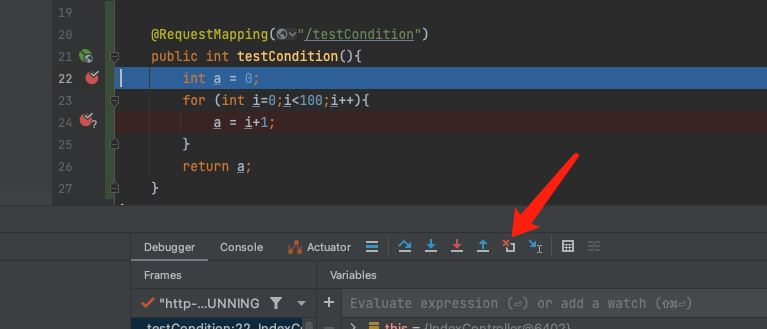 19
20 @RequestMapping("/testCondition")
21 public int testCondition(){
22 int a = 0;
23 for (int i=0;i<100;i++){
24 a = i+1;
25 }
26 return a;
27 }
Debugger Console Actuator
Frames Variables
"http-...UNNING Evaluate expression (⏎) or add a watch (⇧⌘⏎)
testCondition:22, IndexCo this = {IndexController@6402}